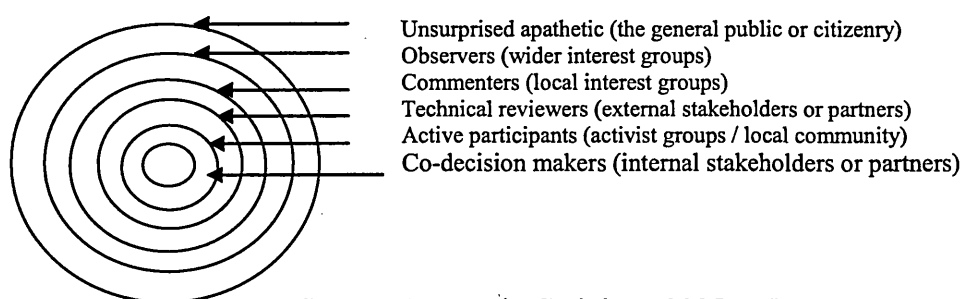 Unsurprised apathetic (the general public or citizenry)
Observers (wider interest groups)
Commenters (local interest groups)
Technical reviewers (external stakeholders or partners)
Active participants (activist groups / local community)
Co-decision makers (internal stakeholders or partners)